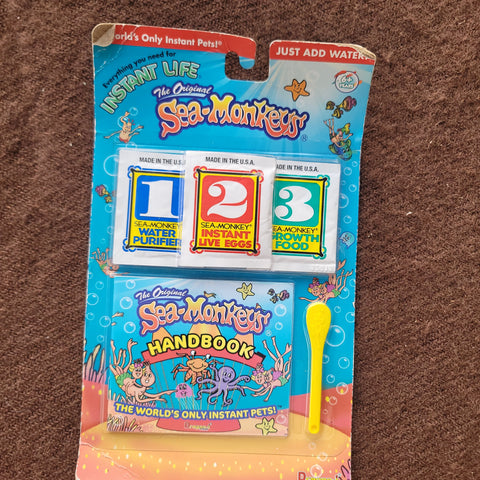 World's Only Instant Pets!®
JUST ADD WATER
Everything you need for
INSTANT LIFE
6+
YEARS
The Original
Sea-Monkeys®
MADE IN THE U.S.A.
1
SEA-MONKEY®
WATER
PURIFIER
MADE IN THE U.S.A.
2
SEA-MONKEY®
INSTANT
LIVE EGGS
MADE IN THE U.S.A.
3
SEA-MONKEY®
GROWTH
FOOD
The Original
Sea-Monkeys®
HANDBOOK
THE WORLD'S ONLY INSTANT PETS!